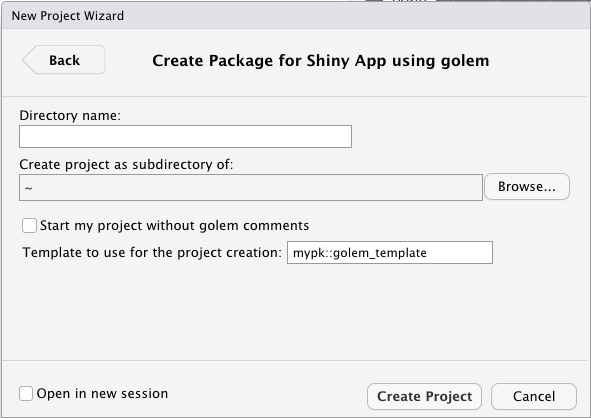 New Project Wizard
Back
Create Package for Shiny App using golem
Directory name:
Create project as subdirectory of:
~
Browse...
Start my project without golem comments
Template to use for the project creation: mypk::golem_template
Open in new session
Create Project
Cancel